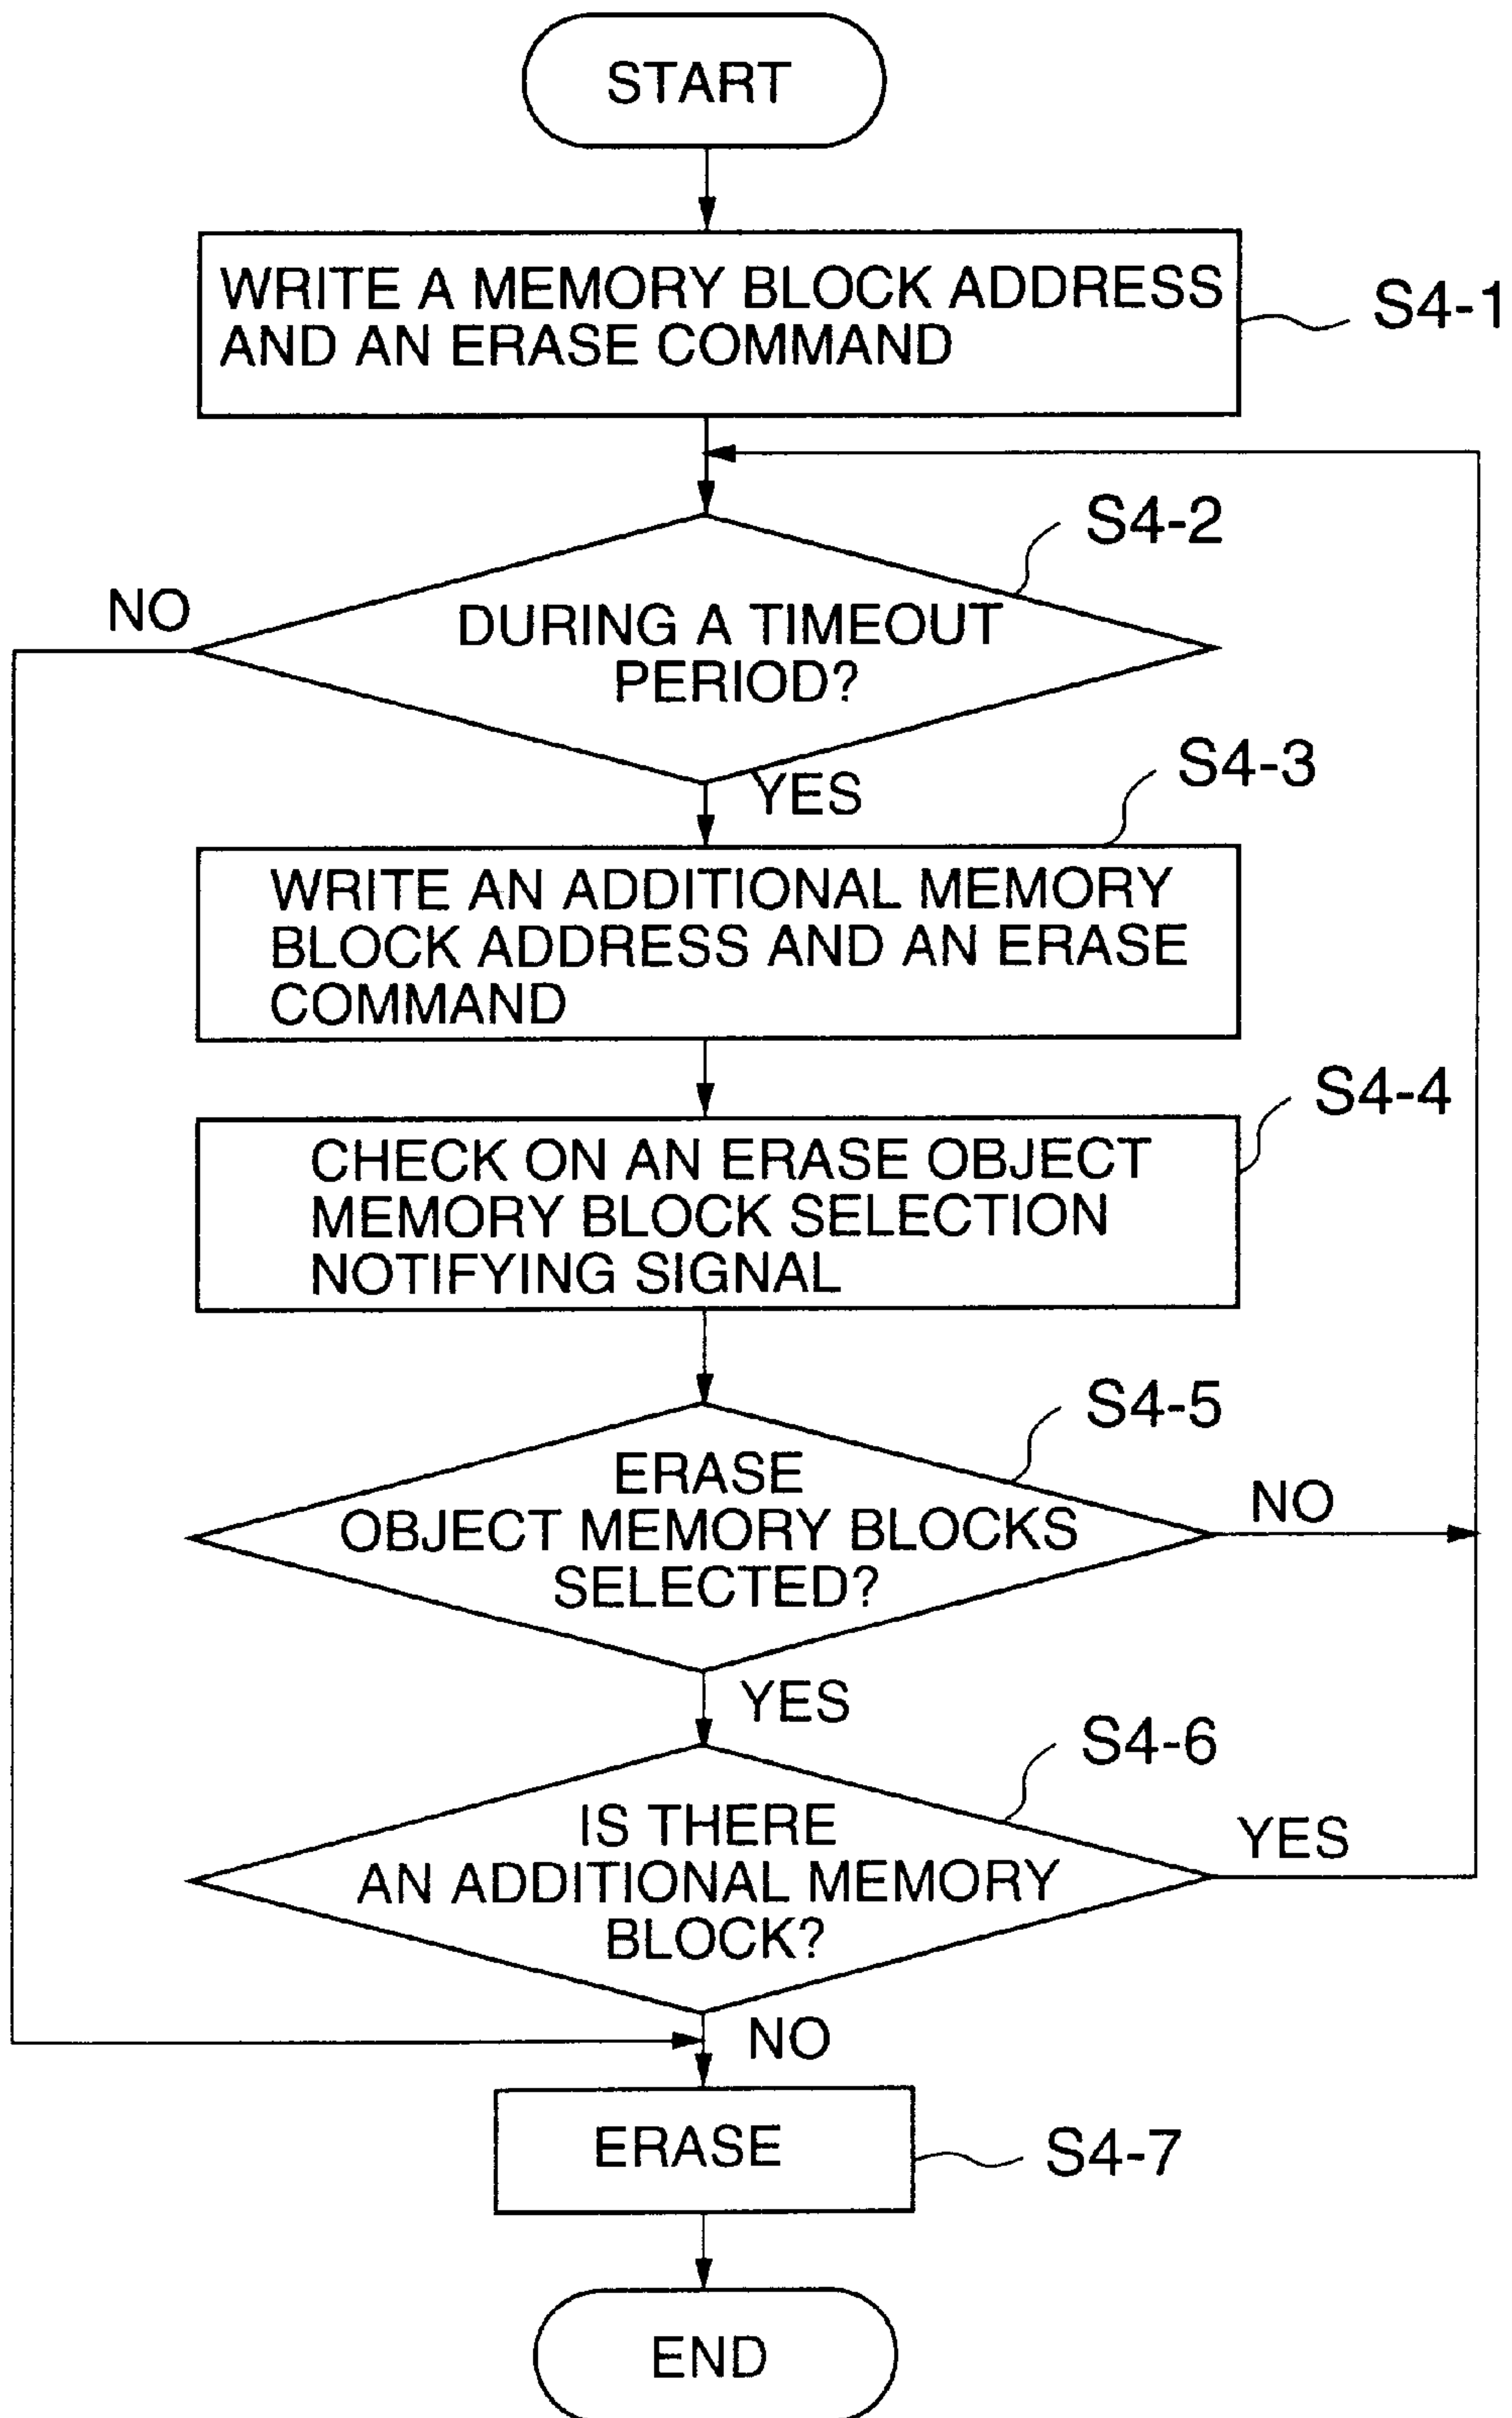 START
WRITE A MEMORY BLOCK ADDRESS
AND AN ERASE COMMAND
S4-1
S4-2
NO
DURING A TIMEOUT
PERIOD?
YES
S4-3
WRITE AN ADDITIONAL MEMORY
BLOCK ADDRESS AND AN ERASE
COMMAND
S4-4
CHECK ON AN ERASE OBJECT
MEMORY BLOCK SELECTION
NOTIFYING SIGNAL
S4-5
ERASE
OBJECT MEMORY BLOCKS
SELECTED?
NO
YES
S4-6
IS THERE
AN ADDITIONAL MEMORY
BLOCK?
YES
NO
ERASE
S4-7
END